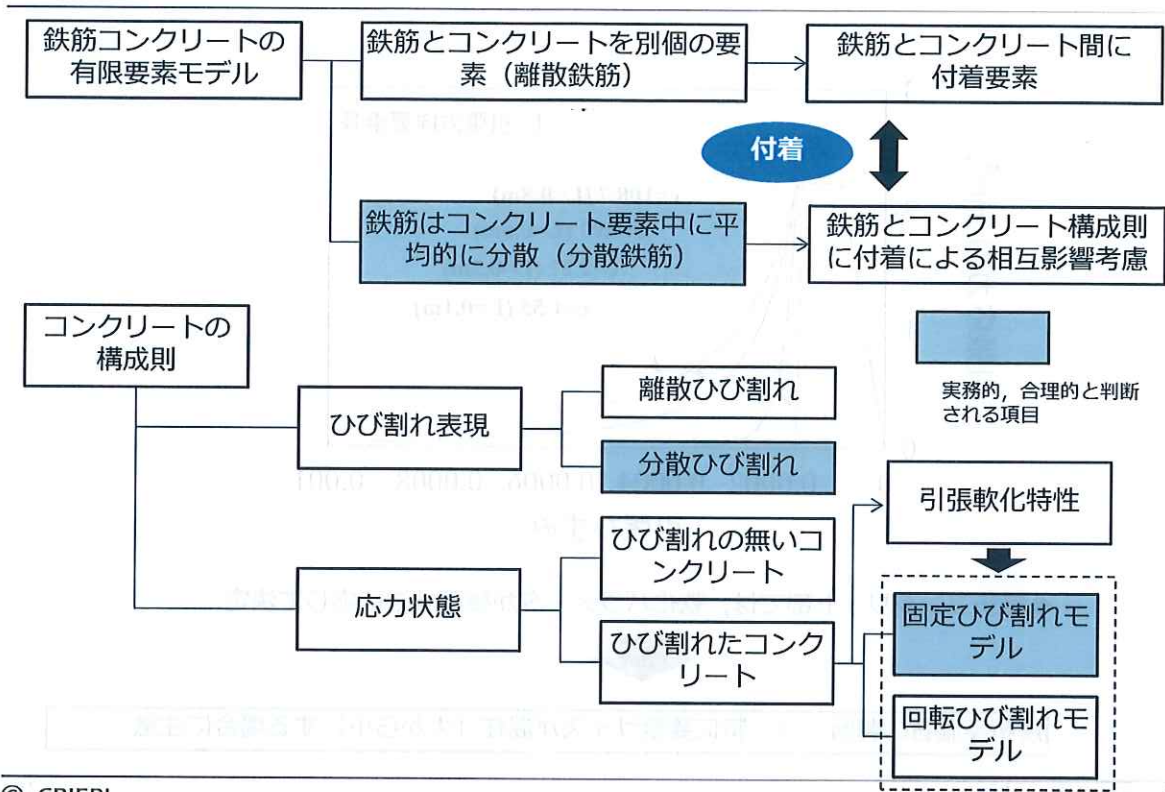 鉄筋コンクリートの
有限要素モデル
鉄筋とコンクリートを別個の要
素（離散鉄筋）
鉄筋とコンクリート間に
付着要素
付着
鉄筋はコンクリート要素中に平
均的に分散（分散鉄筋）
鉄筋とコンクリート構成則
に付着による相互影響考慮
コンクリートの
構成則
実務的，合理的と判断
される項目
ひび割れ表現
離散ひび割れ
分散ひび割れ
応力状態
ひび割れの無いコ
ンクリート
ひび割れたコンク
リート
引張軟化特性
固定ひび割れモ
デル
回転ひび割れモ
デル